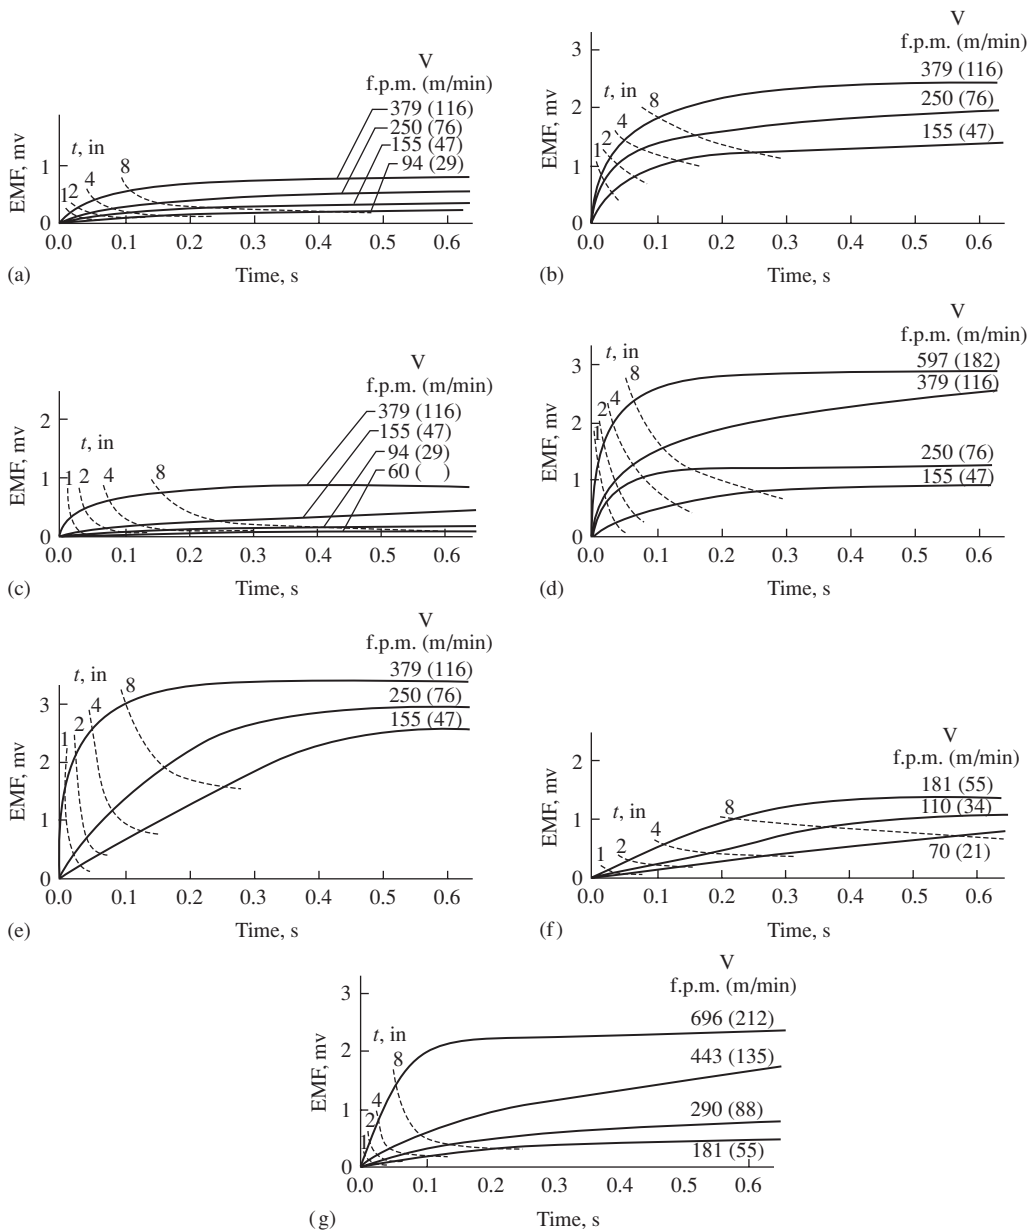 V
f.p.m. (m/min)
379 (116)
250 (76)
155 (47)
94 (29)
t, in
8
4
2
1
EMF, mv
1
0
0.0 0.1 0.2 0.3 0.4 0.5 0.6
(a)
Time, s
V
f.p.m. (m/min)
379 (116)
250 (76)
155 (47)
t, in
8
4
2
1
EMF, mv
3
2
1
0
0.0 0.1 0.2 0.3 0.4 0.5 0.6
(b)
Time, s
V
f.p.m. (m/min)
379 (116)
155 (47)
94 (29)
60 ( )
t, in
1 2 4 8
EMF, mv
2
1
0
0.0 0.1 0.2 0.3 0.4 0.5 0.6
(c)
Time, s
V
f.p.m. (m/min)
597 (182)
379 (116)
250 (76)
155 (47)
t, in
8
4
2
1
EMF, mv
3
2
1
0
0.0 0.1 0.2 0.3 0.4 0.5 0.6
(d)
Time, s
V
f.p.m. (m/min)
379 (116)
250 (76)
155 (47)
t, in
8
4
2
1
EMF, mv
3
2
1
0
0.0 0.1 0.2 0.3 0.4 0.5 0.6
(e)
Time, s
V
f.p.m. (m/min)
181 (55)
110 (34)
70 (21)
t, in
8
4
2
1
EMF, mv
2
1
0
0.0 0.1 0.2 0.3 0.4 0.5 0.6
(f)
Time, s
V
f.p.m. (m/min)
696 (212)
443 (135)
290 (88)
181 (55)
t, in
8
4
2
1
EMF, mv
3
2
1
0
0.0 0.1 0.2 0.3 0.4 0.5 0.6
(g)
Time, s